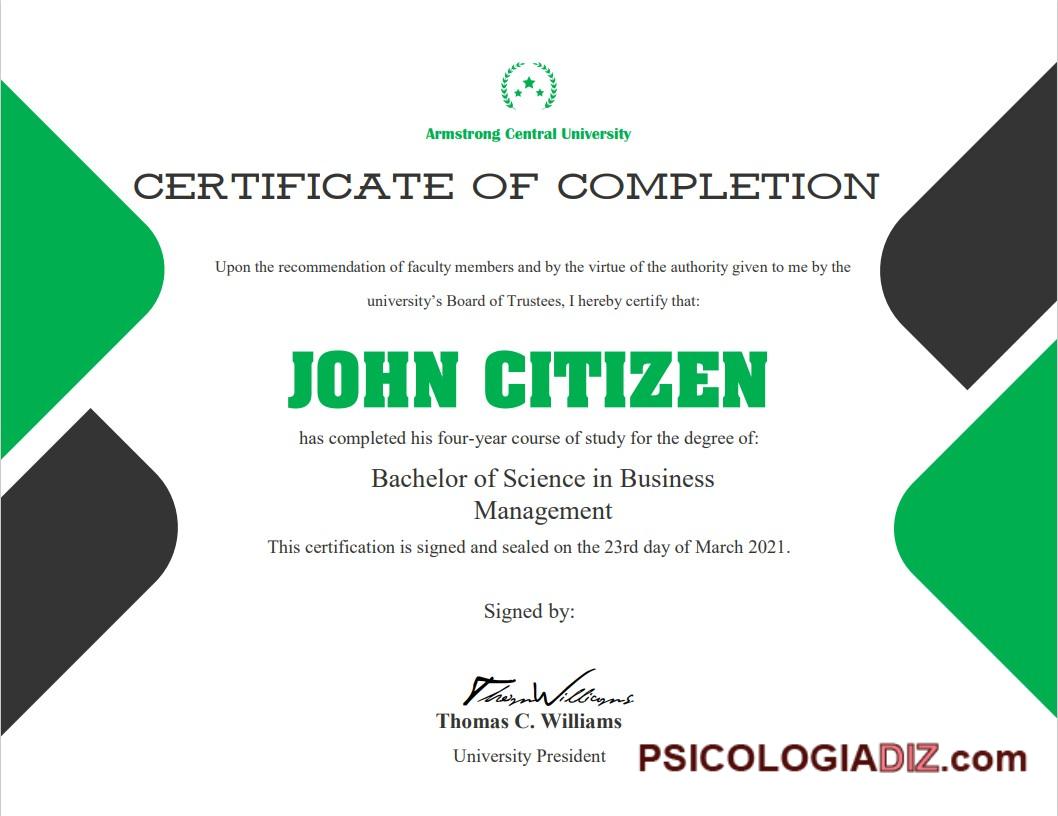 Armstrong Central University
CERTIFICATE OF COMPLETION
Upon the recommendation of faculty members and by the virtue of the authority given to me by the
university’s Board of Trustees, I hereby certify that:
JOHN CITIZEN
has completed his four-year course of study for the degree of:
Bachelor of Science in Business
Management
This certification is signed and sealed on the 23rd day of March 2021.
Signed by:
ThomWilliams
Thomas C. Williams
University President
PSICOLOGIADIZ.com